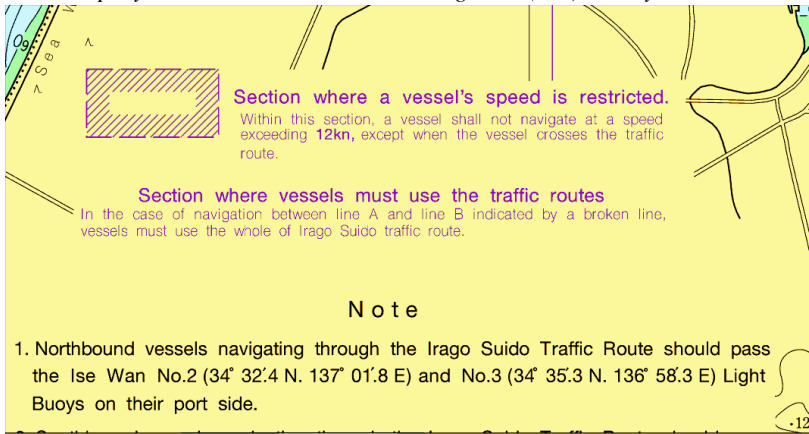 Sea
Section where a vessel's speed is restricted.
Within this section, a vessel shall not navigate at a speed
exceeding 12kn, except when the vessel crosses the traffic
route.
Section where vessels must use the traffic routes
In the case of navigation between line A and line B indicated by a broken line,
vessels must use the whole of Irago Suido traffic route.
Note
1. Northbound vessels navigating through the Irago Suido Traffic Route should pass
the Ise Wan No.2 (34° 32′.4 N. 137° 01′.8 E) and No.3 (34° 35′.3 N. 136° 58′.3 E) Light
Buoys on their port side.
·12